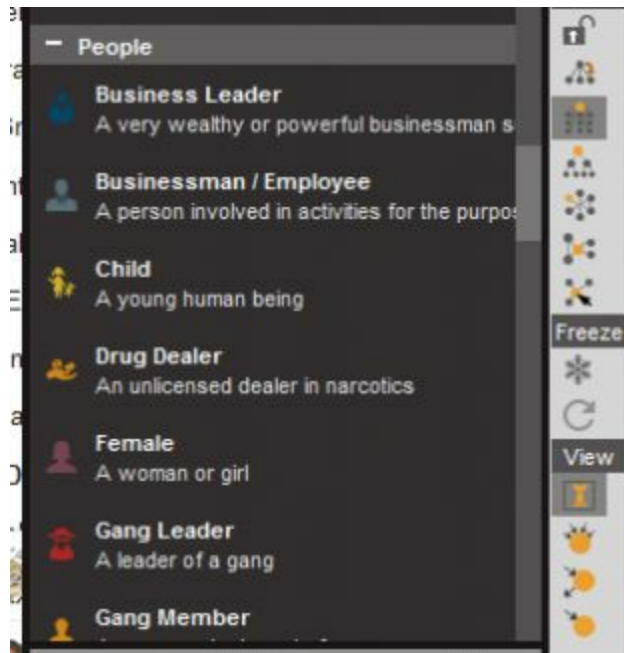 People
Business Leader
A very wealthy or powerful businessman s
Businessman / Employee
A person involved in activities for the purpos
Child
A young human being
Drug Dealer
An unlicensed dealer in narcotics
Female
A woman or girl
Gang Leader
A leader of a gang
Gang Member
Freeze
View